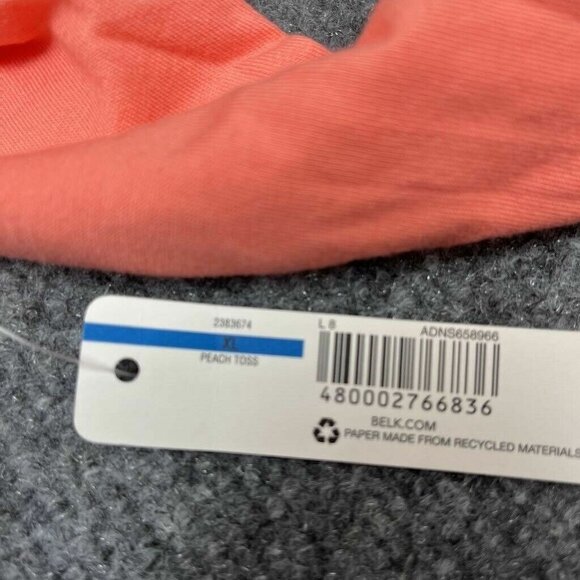 2383674
XL
PEACH TOSS
L 8
ADNS658966
480002766836
BELK.COM
PAPER MADE FROM RECYCLED MATERIALS